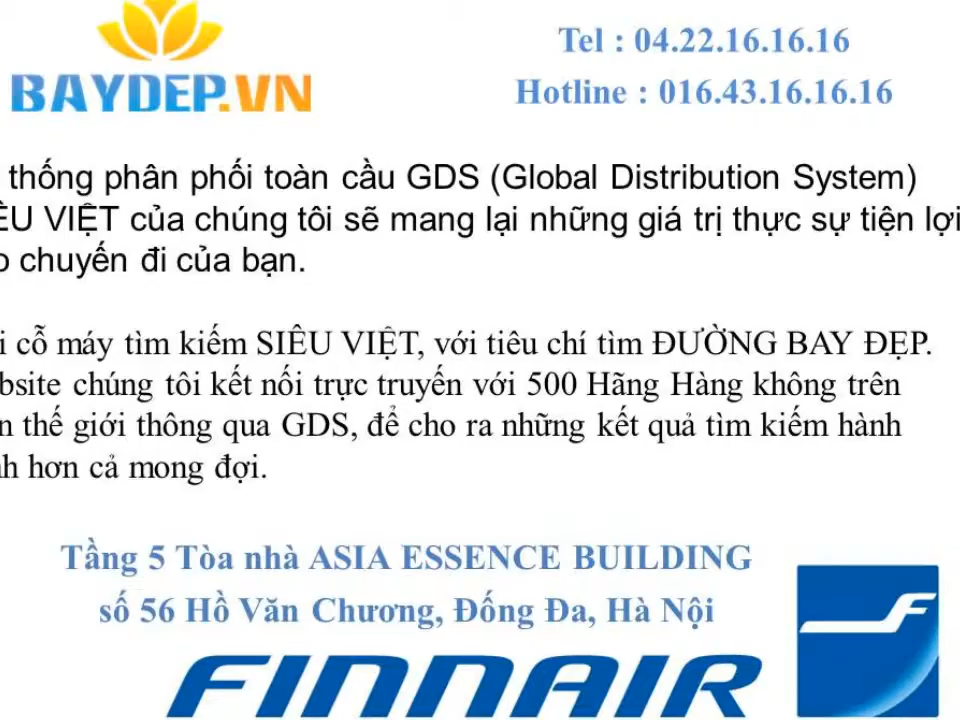 BAYDEP.VN
Tel : 04.22.16.16.16
Hotline : 016.43.16.16.16
thống phân phối toàn cầu GDS (Global Distribution System)
ÊU VIỆT của chúng tôi sẽ mang lại những giá trị thực sự tiện lợi
o chuyến đi của bạn.
i cỗ máy tìm kiếm SIÊU VIỆT, với tiêu chí tìm ĐƯỜNG BAY ĐẸP.
bsite chúng tôi kết nối trực truyến với 500 Hãng Hàng không trên
n thế giới thông qua GDS, để cho ra những kết quả tìm kiếm hành
nh hơn cả mong đợi.
Tầng 5 Tòa nhà ASIA ESSENCE BUILDING
số 56 Hồ Văn Chương, Đống Đa, Hà Nội
FINNAIR
F